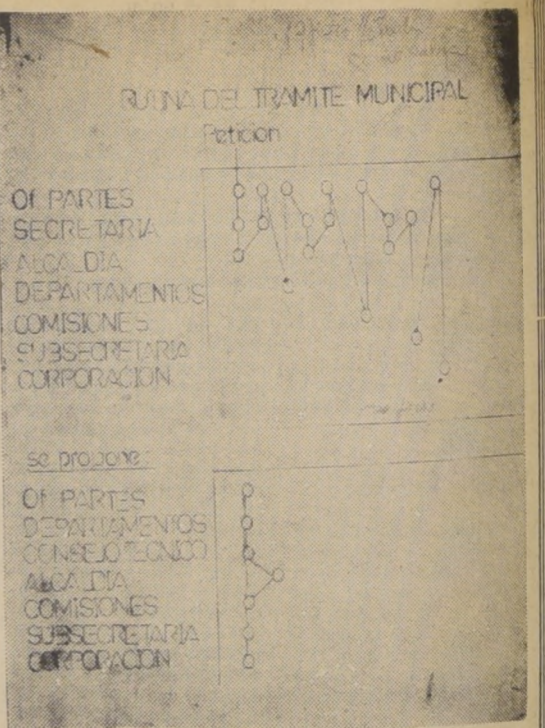 RUTINA DEL TRAMITE MUNICIPAL
Peticion
Of PARTES
SECRETARIA
ALCALDIA
DEPARTAMENTOS
COMISIONES
SUBSECRETARIA
CORPORACION
se propone:
Of PARTES
DEPARTAMENTOS
CONSEJO TECNICO
ALCALDIA
COMISIONES
SUBSECRETARIA
CORPORACION